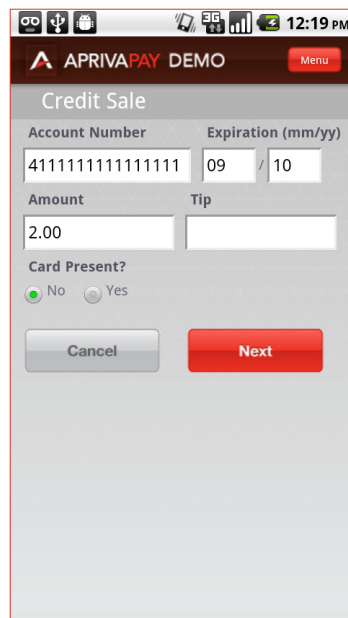 3G 12:19 PM
APRIVAPAY DEMO Menu
Credit Sale
Account Number Expiration (mm/yy)
4111111111111111 09 / 10
Amount Tip
2.00
Card Present?
No Yes
Cancel Next